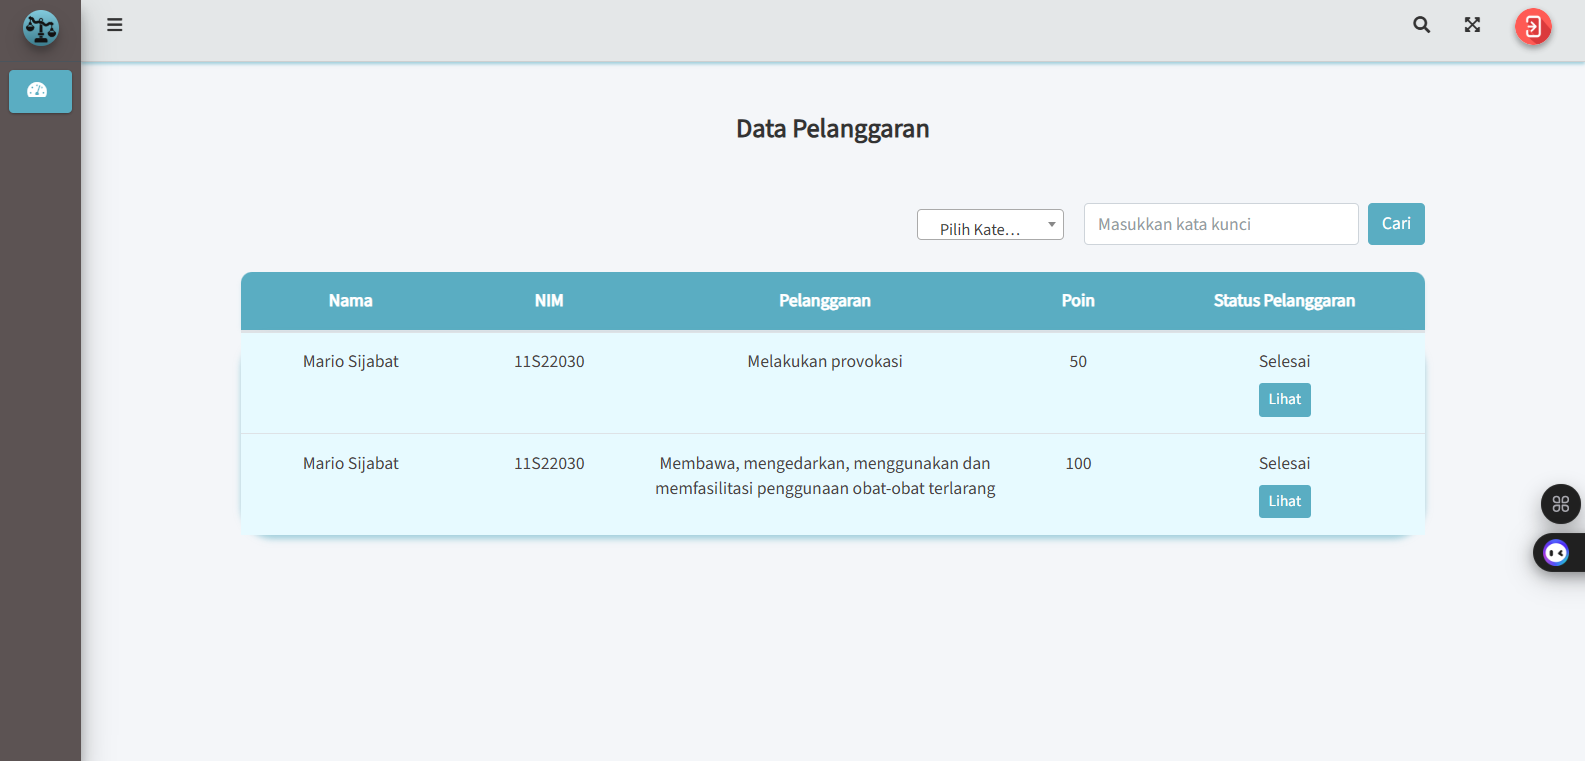 Data Pelanggaran
Pilih Kate...
Masukkan kata kunci
Cari
Nama NIM Pelanggaran Poin Status Pelanggaran
Mario Sijabat 11S22030 Melakukan provokasi 50 Selesai
Lihat
Mario Sijabat 11S22030 Membawa, mengedarkan, menggunakan dan 100 Selesai
memfasilitasi penggunaan obat-obat terlarang
Lihat